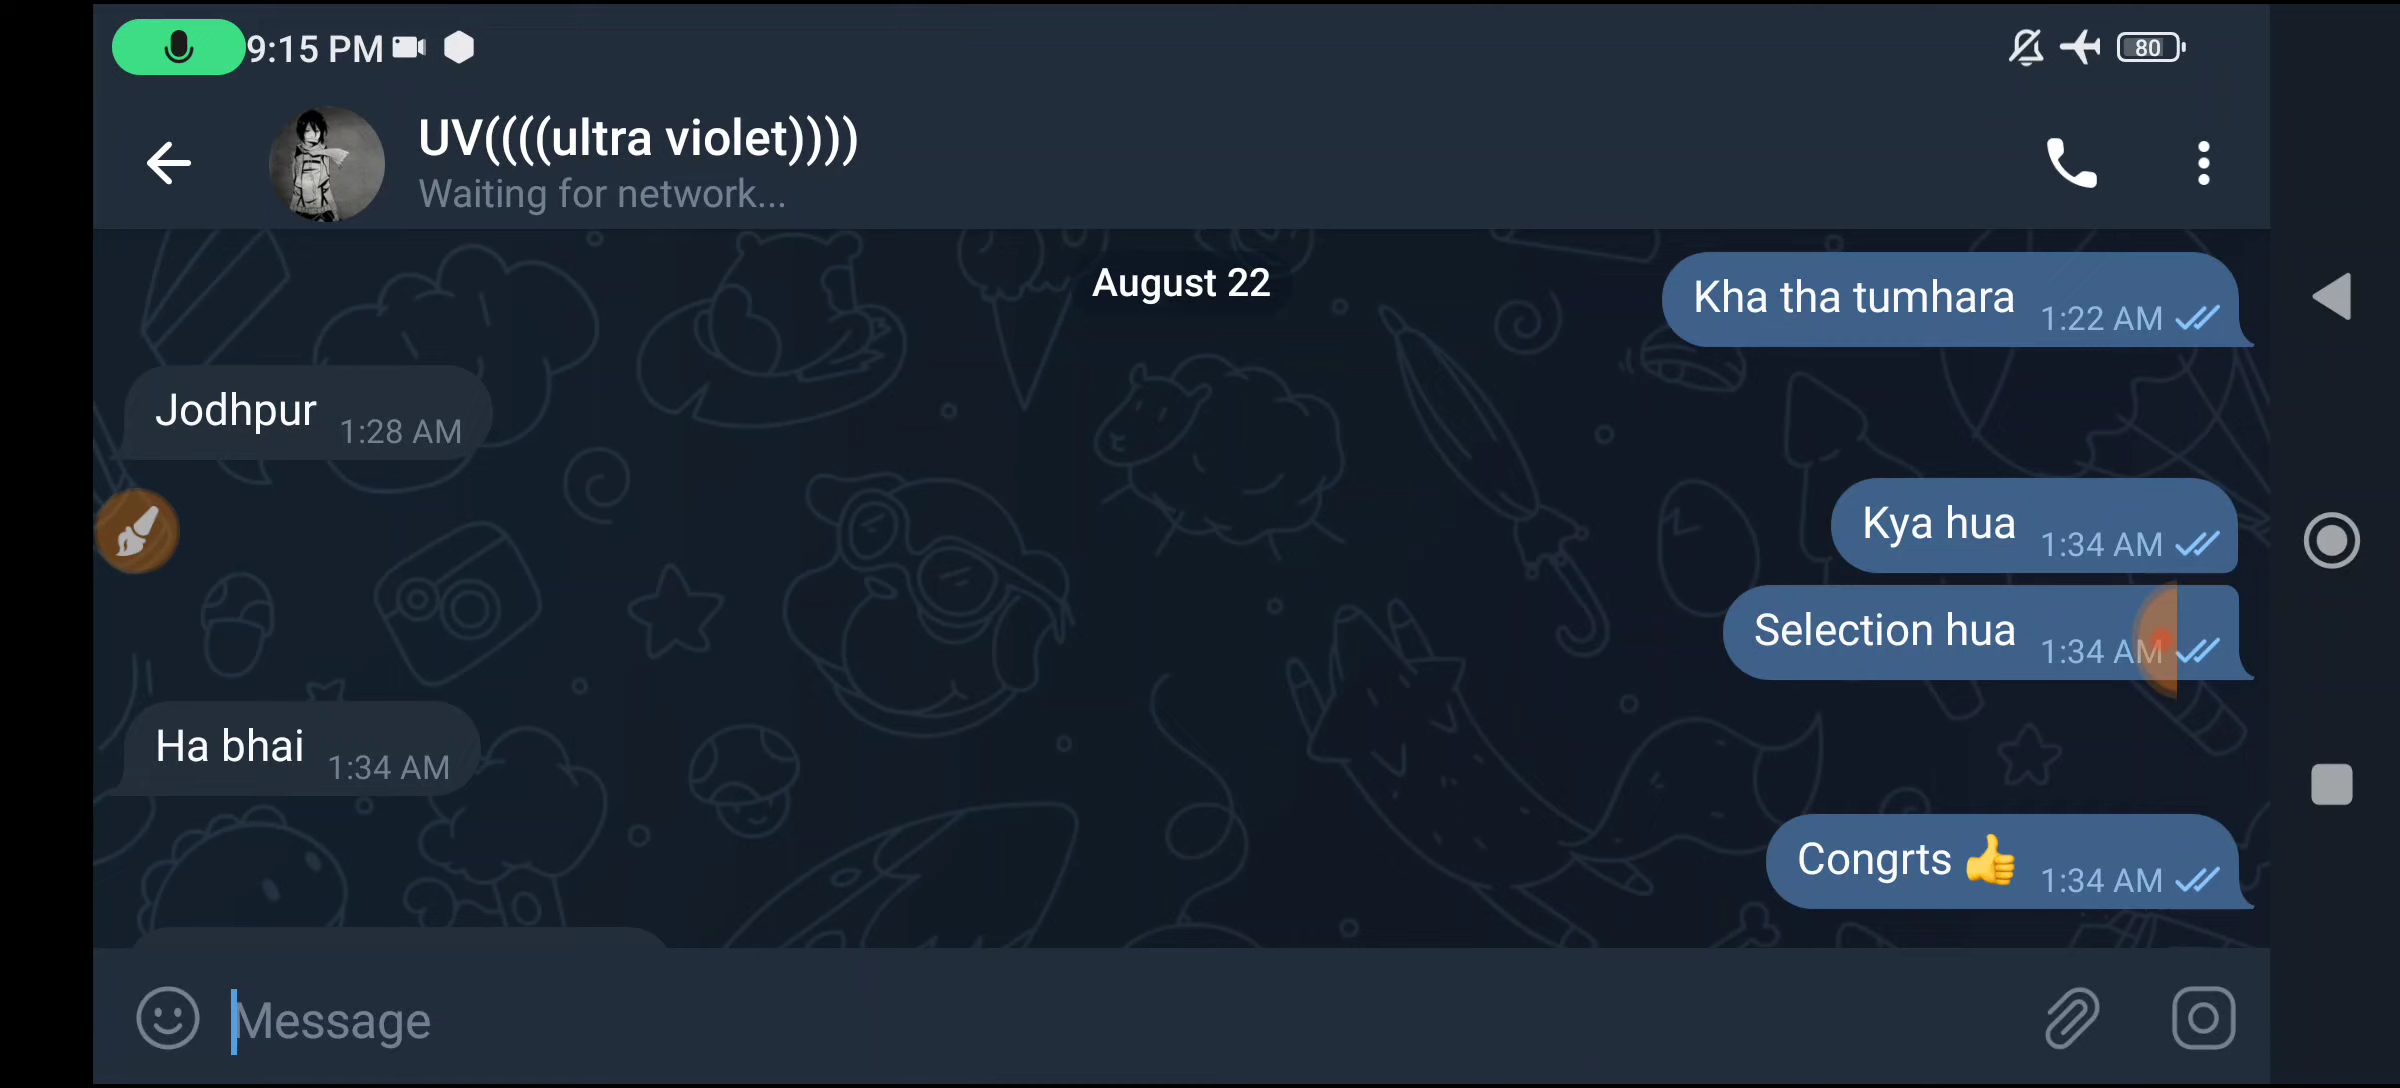 9:15 PM
80
UV((((ultra violet))))
Waiting for network...
August 22
Kha tha tumhara 1:22 AM
Jodhpur 1:28 AM
Kya hua 1:34 AM
Selection hua 1:34 AM
Ha bhai 1:34 AM
Congrts 👍 1:34 AM
Message